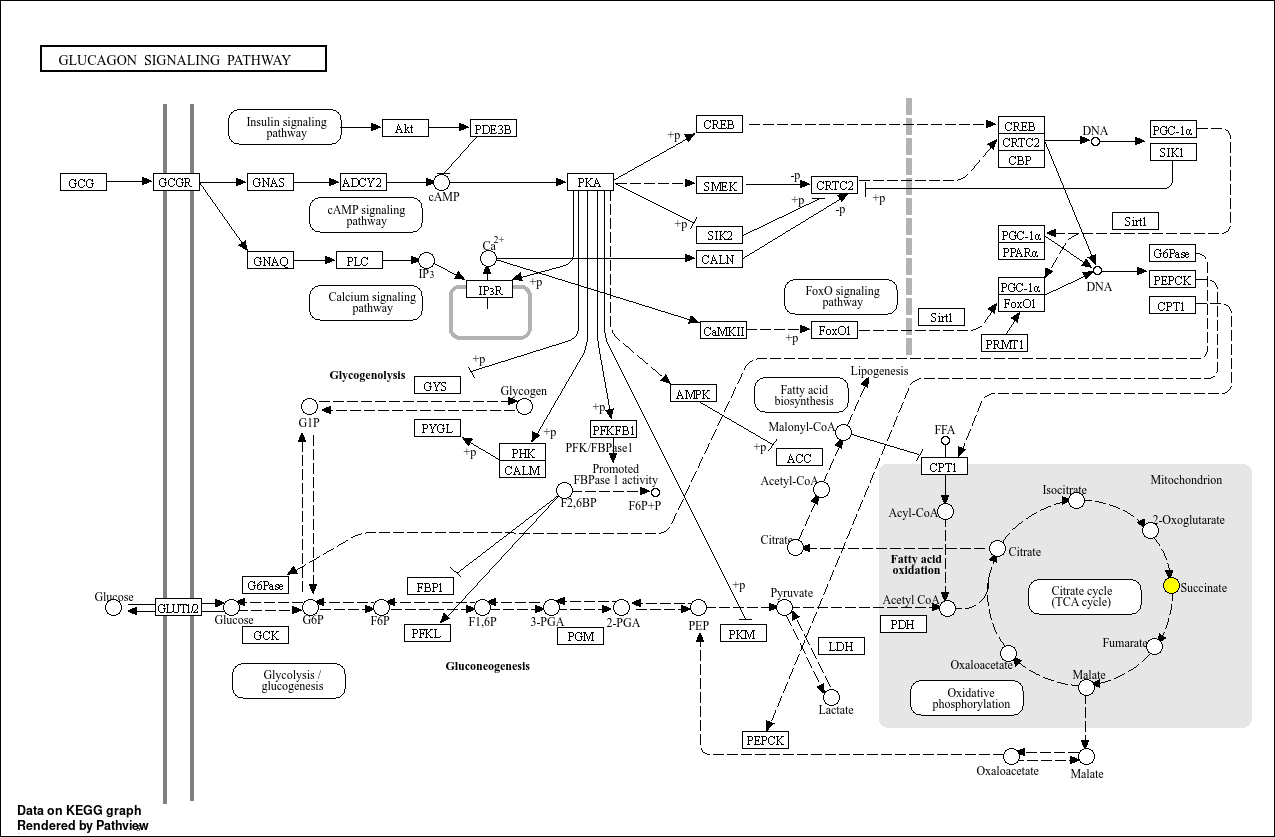 GLUCAGON SIGNALING PATHWAY
Insulin signaling
pathway
Akt
PDE3B
GCG
GCGR
GNAS
ADCY2
cAMP
PKA
cAMP signaling
pathway
GNAQ
PLC
IP3
Ca2+
IP3R
+p
Calcium signaling
pathway
+p
CREB
SMEK
-p
CRTC2
+p
+p
-p
+p
SIK2
CALN
CaMKII
+p
FoxO1
FoxO signaling
pathway
Sirt1
CREB
CRTC2
CBP
DNA
PGC-1α
SIK1
Sirt1
PGC-1α
PPARα
PGC-1α
FoxO1
PRMT1
DNA
G6Pase
PEPCK
CPT1
Glycogenolysis
+p
GYS
Glycogen
G1P
PYGL
+p
PHK
CALM
+p
+p
PFKFB1
PFK/FBPase1
Promoted
FBPase 1 activity
F2,6BP
F6P+P
AMPK
+p
ACC
Fatty acid
biosynthesis
Lipogenesis
Malonyl-CoA
Acetyl-CoA
Citrate
FFA
CPT1
Acyl-CoA
Fatty acid
oxidation
Mitochondrion
Isocitrate
2-Oxoglutarate
Citrate
Succinate
Citrate cycle
(TCA cycle)
Fumarate
Oxaloacetate
Malate
Oxidative
phosphorylation
Glucose
GLUT1/2
G6Pase
Glucose
GCK
G6P
F6P
FBP1
PFKL
F1,6P
3-PGA
PGM
2-PGA
PEP
+p
PKM
Pyruvate
LDH
Lactate
Acetyl CoA
PDH
Glycolysis /
glucogenesis
Gluconeogenesis
PEPCK
Oxaloacetate
Malate
Data on KEGG graph
Rendered by Pathview